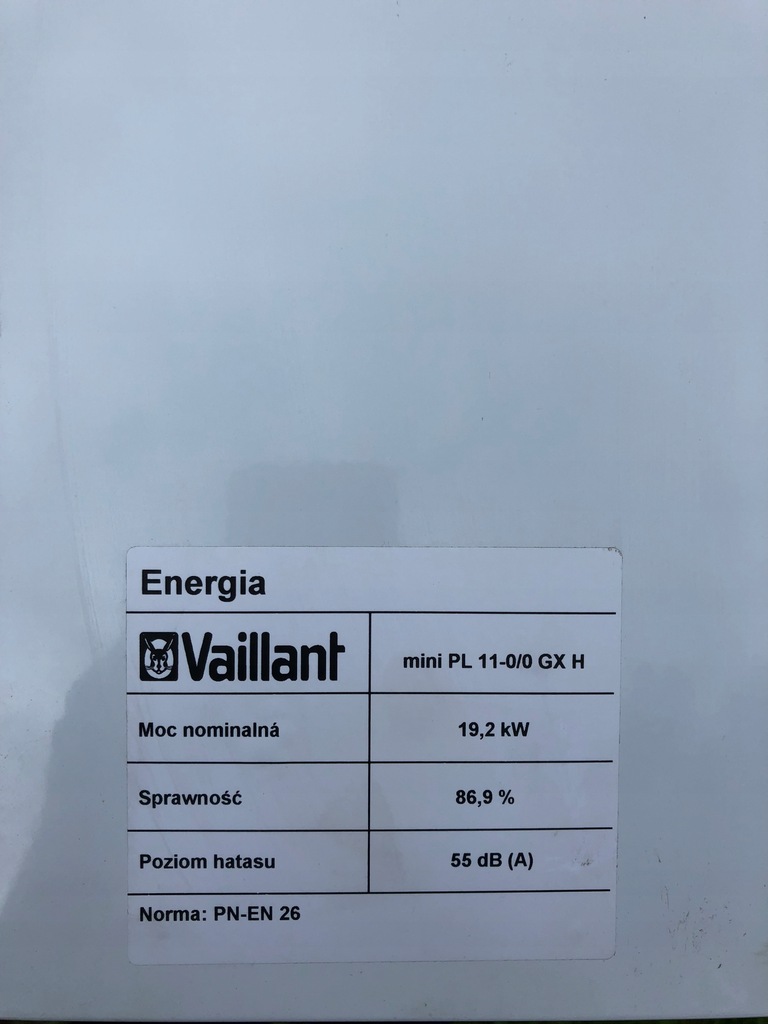 Energia
Vaillant mini PL 11-0/0 GX H
Moc nominalná 19,2 kW
Sprawność 86,9 %
Poziom hatasu 55 dB (A)
Norma: PN-EN 26